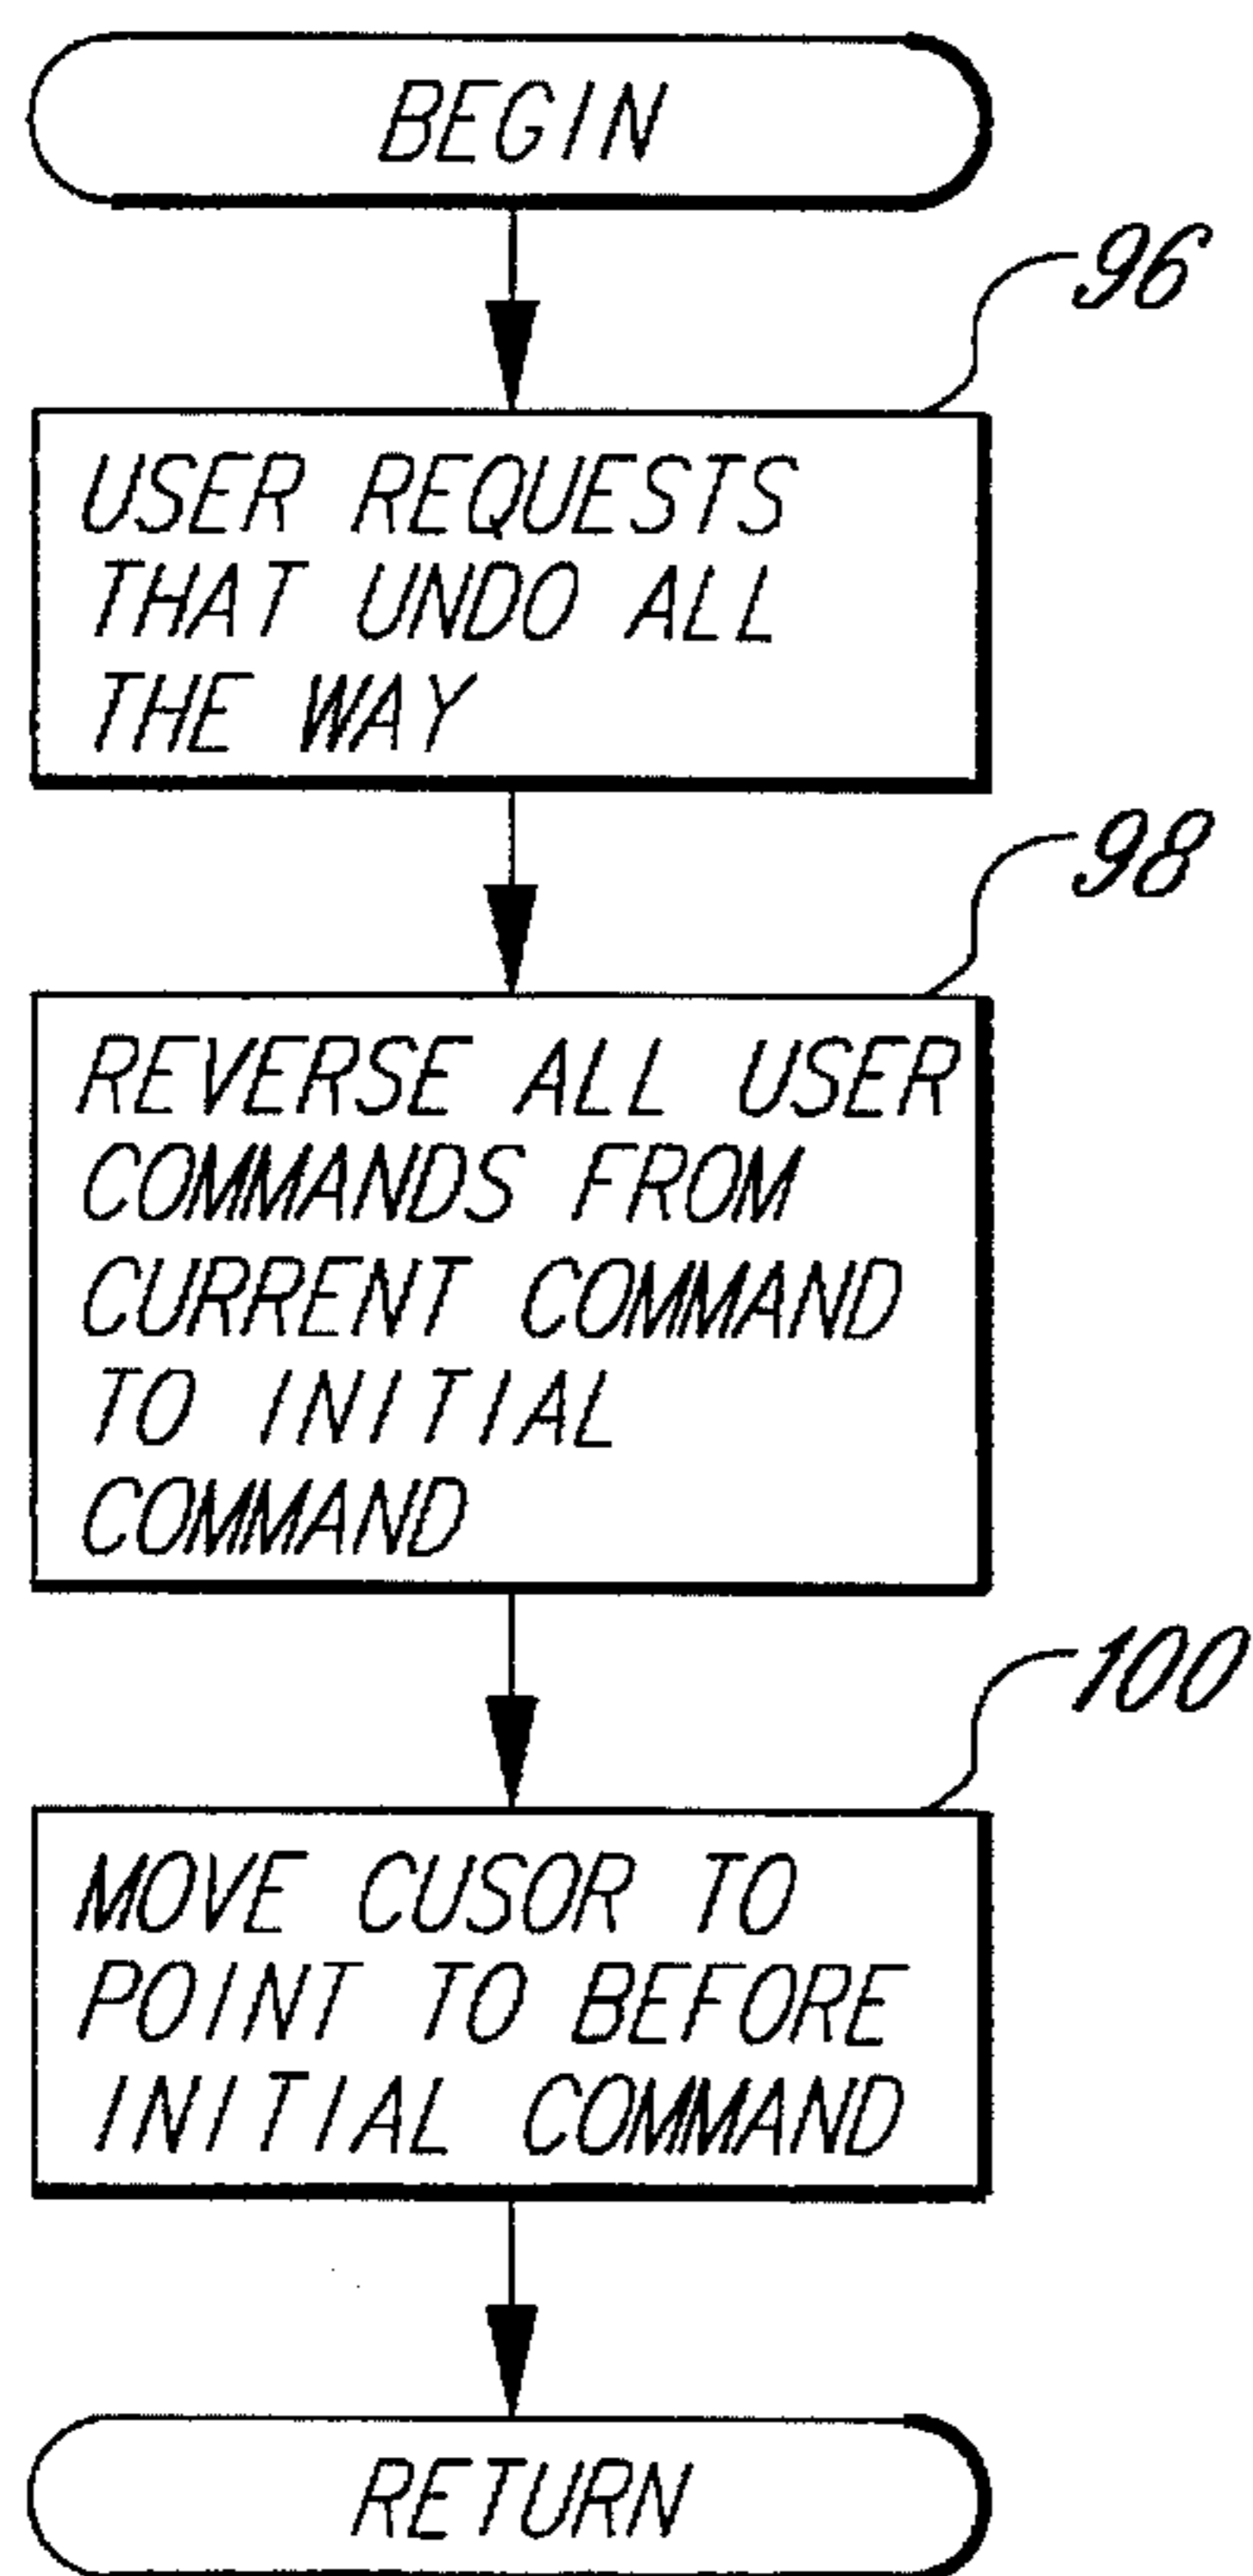 BEGIN
96
USER REQUESTS
THAT UNDO ALL
THE WAY
98
REVERSE ALL USER
COMMANDS FROM
CURRENT COMMAND
TO INITIAL
COMMAND
100
MOVE CUSOR TO
POINT TO BEFORE
INITIAL COMMAND
RETURN